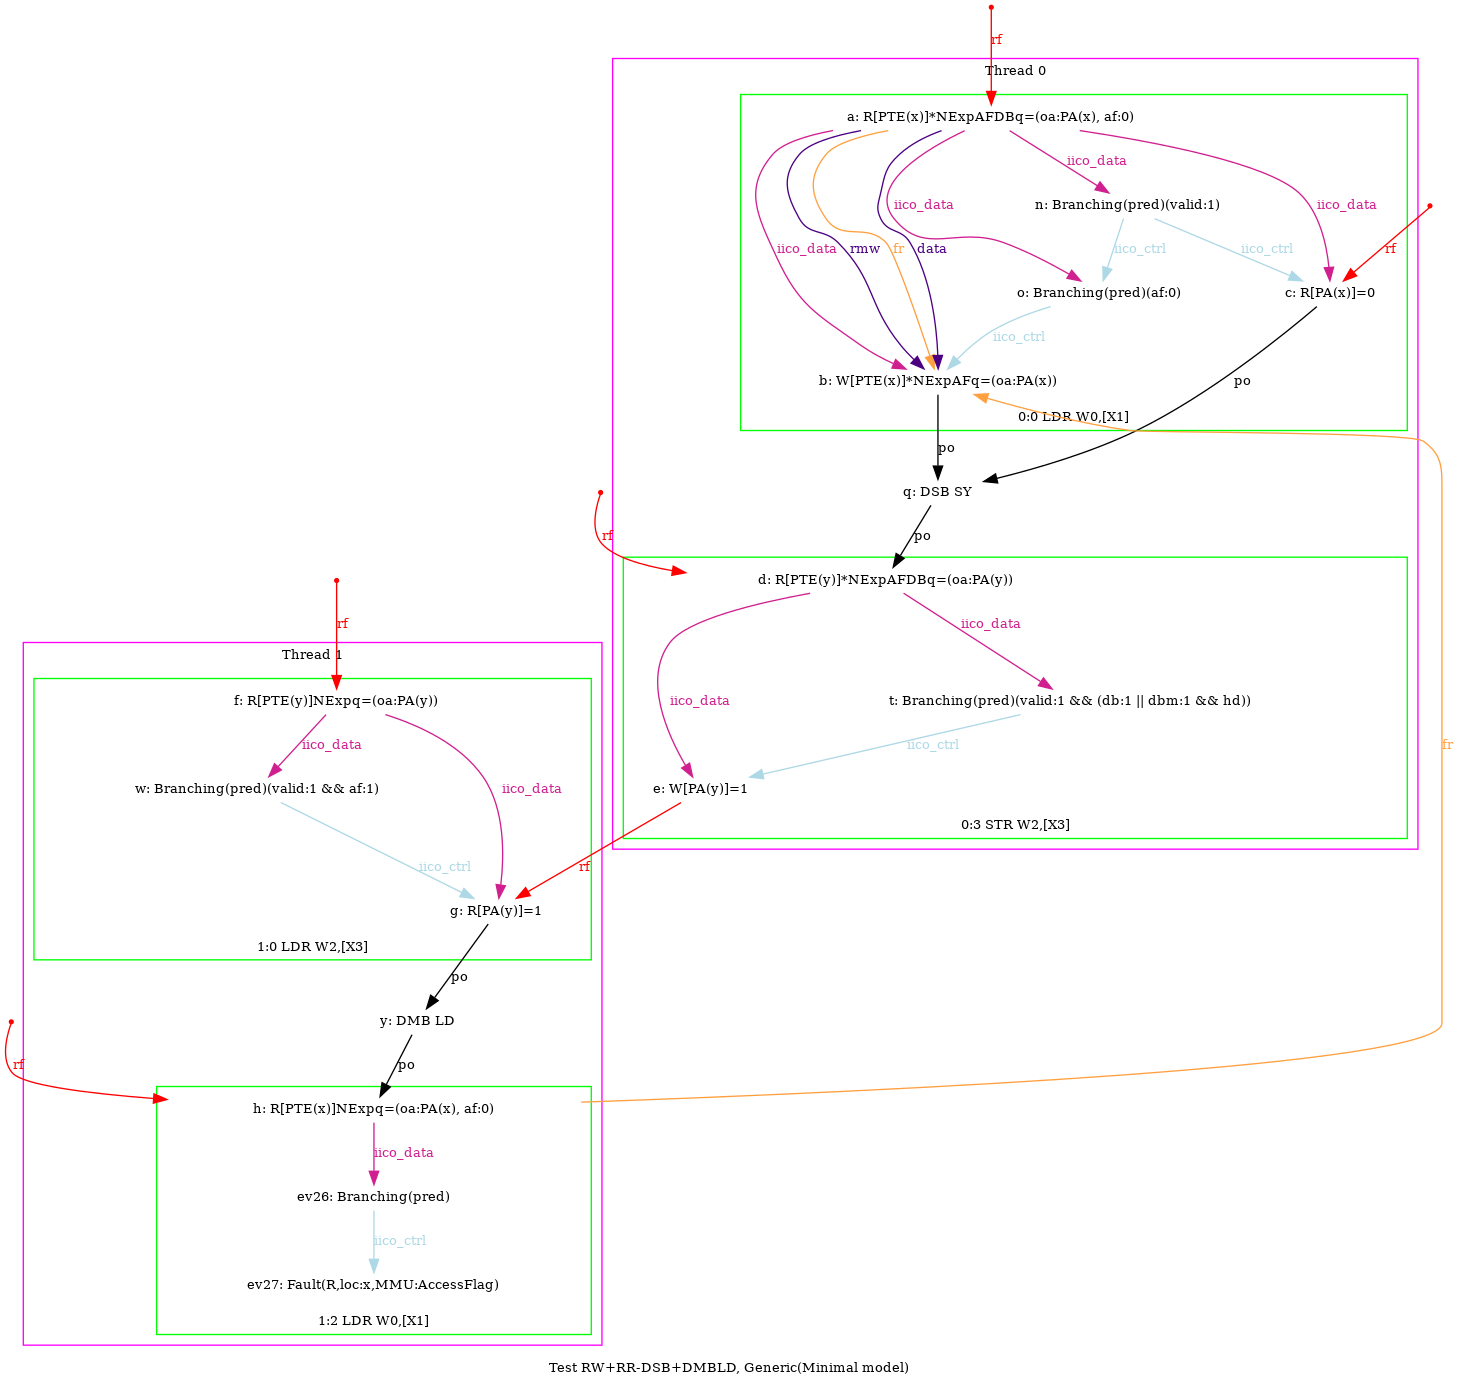 rf
Thread 0
a: R[PTE(x)]*NExpAFDBq=(oa:PA(x), af:0)
iico_data
n: Branching(pred)(valid:1)
iico_data
iico_data
iico_data
rmw
fr
data
iico_ctrl
iico_ctrl
rf
o: Branching(pred)(af:0)
c: R[PA(x)]=0
iico_ctrl
b: W[PTE(x)]*NExpAFq=(oa:PA(x))
po
0:0 LDR W0,[X1]
po
q: DSB SY
rf
po
d: R[PTE(y)]*NExpAFDBq=(oa:PA(y))
rf
iico_data
Thread 1
f: R[PTE(y)]NExpq=(oa:PA(y))
iico_data
t: Branching(pred)(valid:1 && (db:1 || dbm:1 && hd))
iico_data
iico_ctrl
fr
w: Branching(pred)(valid:1 && af:1)
iico_data
e: W[PA(y)]=1
0:3 STR W2,[X3]
iico_ctrl
rf
g: R[PA(y)]=1
1:0 LDR W2,[X3]
po
y: DMB LD
rf
po
h: R[PTE(x)]NExpq=(oa:PA(x), af:0)
iico_data
ev26: Branching(pred)
iico_ctrl
ev27: Fault(R,loc:x,MMU:AccessFlag)
1:2 LDR W0,[X1]
Test RW+RR-DSB+DMBLD, Generic(Minimal model)